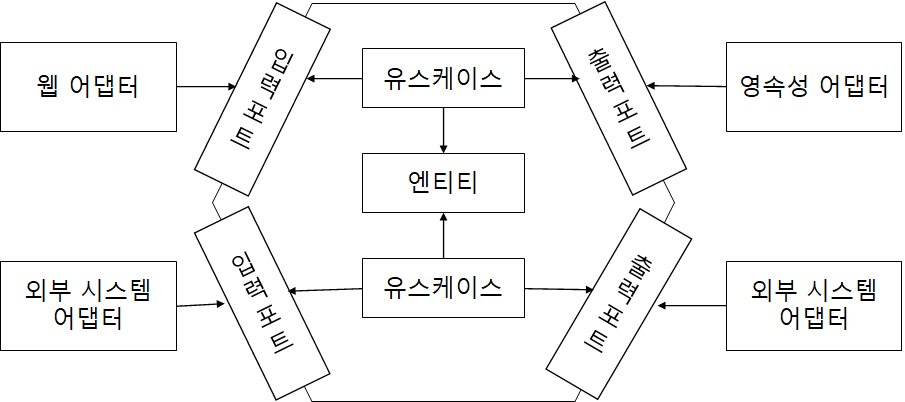 웹 어댑터
입력 포트
유스케이스
출력 포트
영속성 어댑터
엔티티
외부 시스템
어댑터
입력 포트
유스케이스
출력 포트
외부 시스템
어댑터